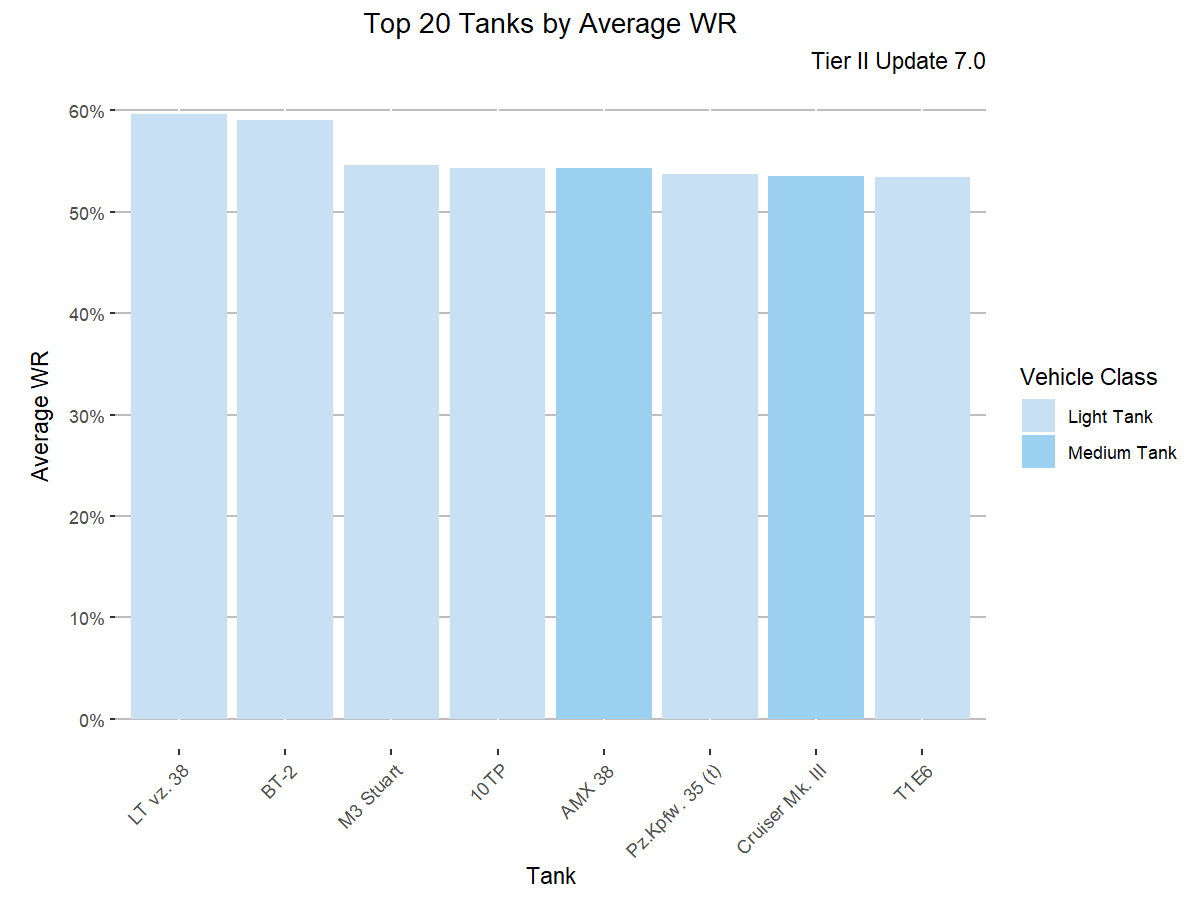 Top 20 Tanks by Average WR
Tier II Update 7.0
Average WR
60%
50%
40%
30%
20%
10%
0%
LT vz. 38
BT-2
M3 Stuart
10TP
AMX 38
Pz.Kpfw. 35 (t)
Cruiser Mk. III
T1E6
Tank
Vehicle Class
Light Tank
Medium Tank